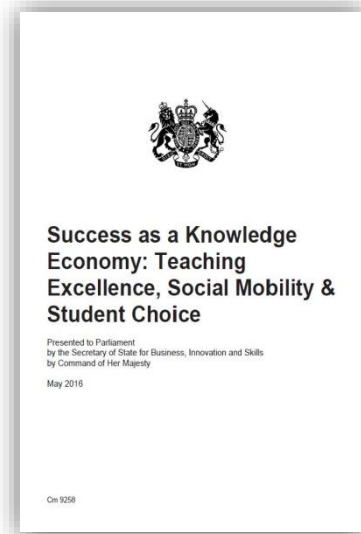 Success as a Knowledge
Economy: Teaching
Excellence, Social Mobility &
Student Choice
Presented to Parliament
by the Secretary of State for Business, Innovation and Skills
by Command of Her Majesty
May 2016
Cm 9258